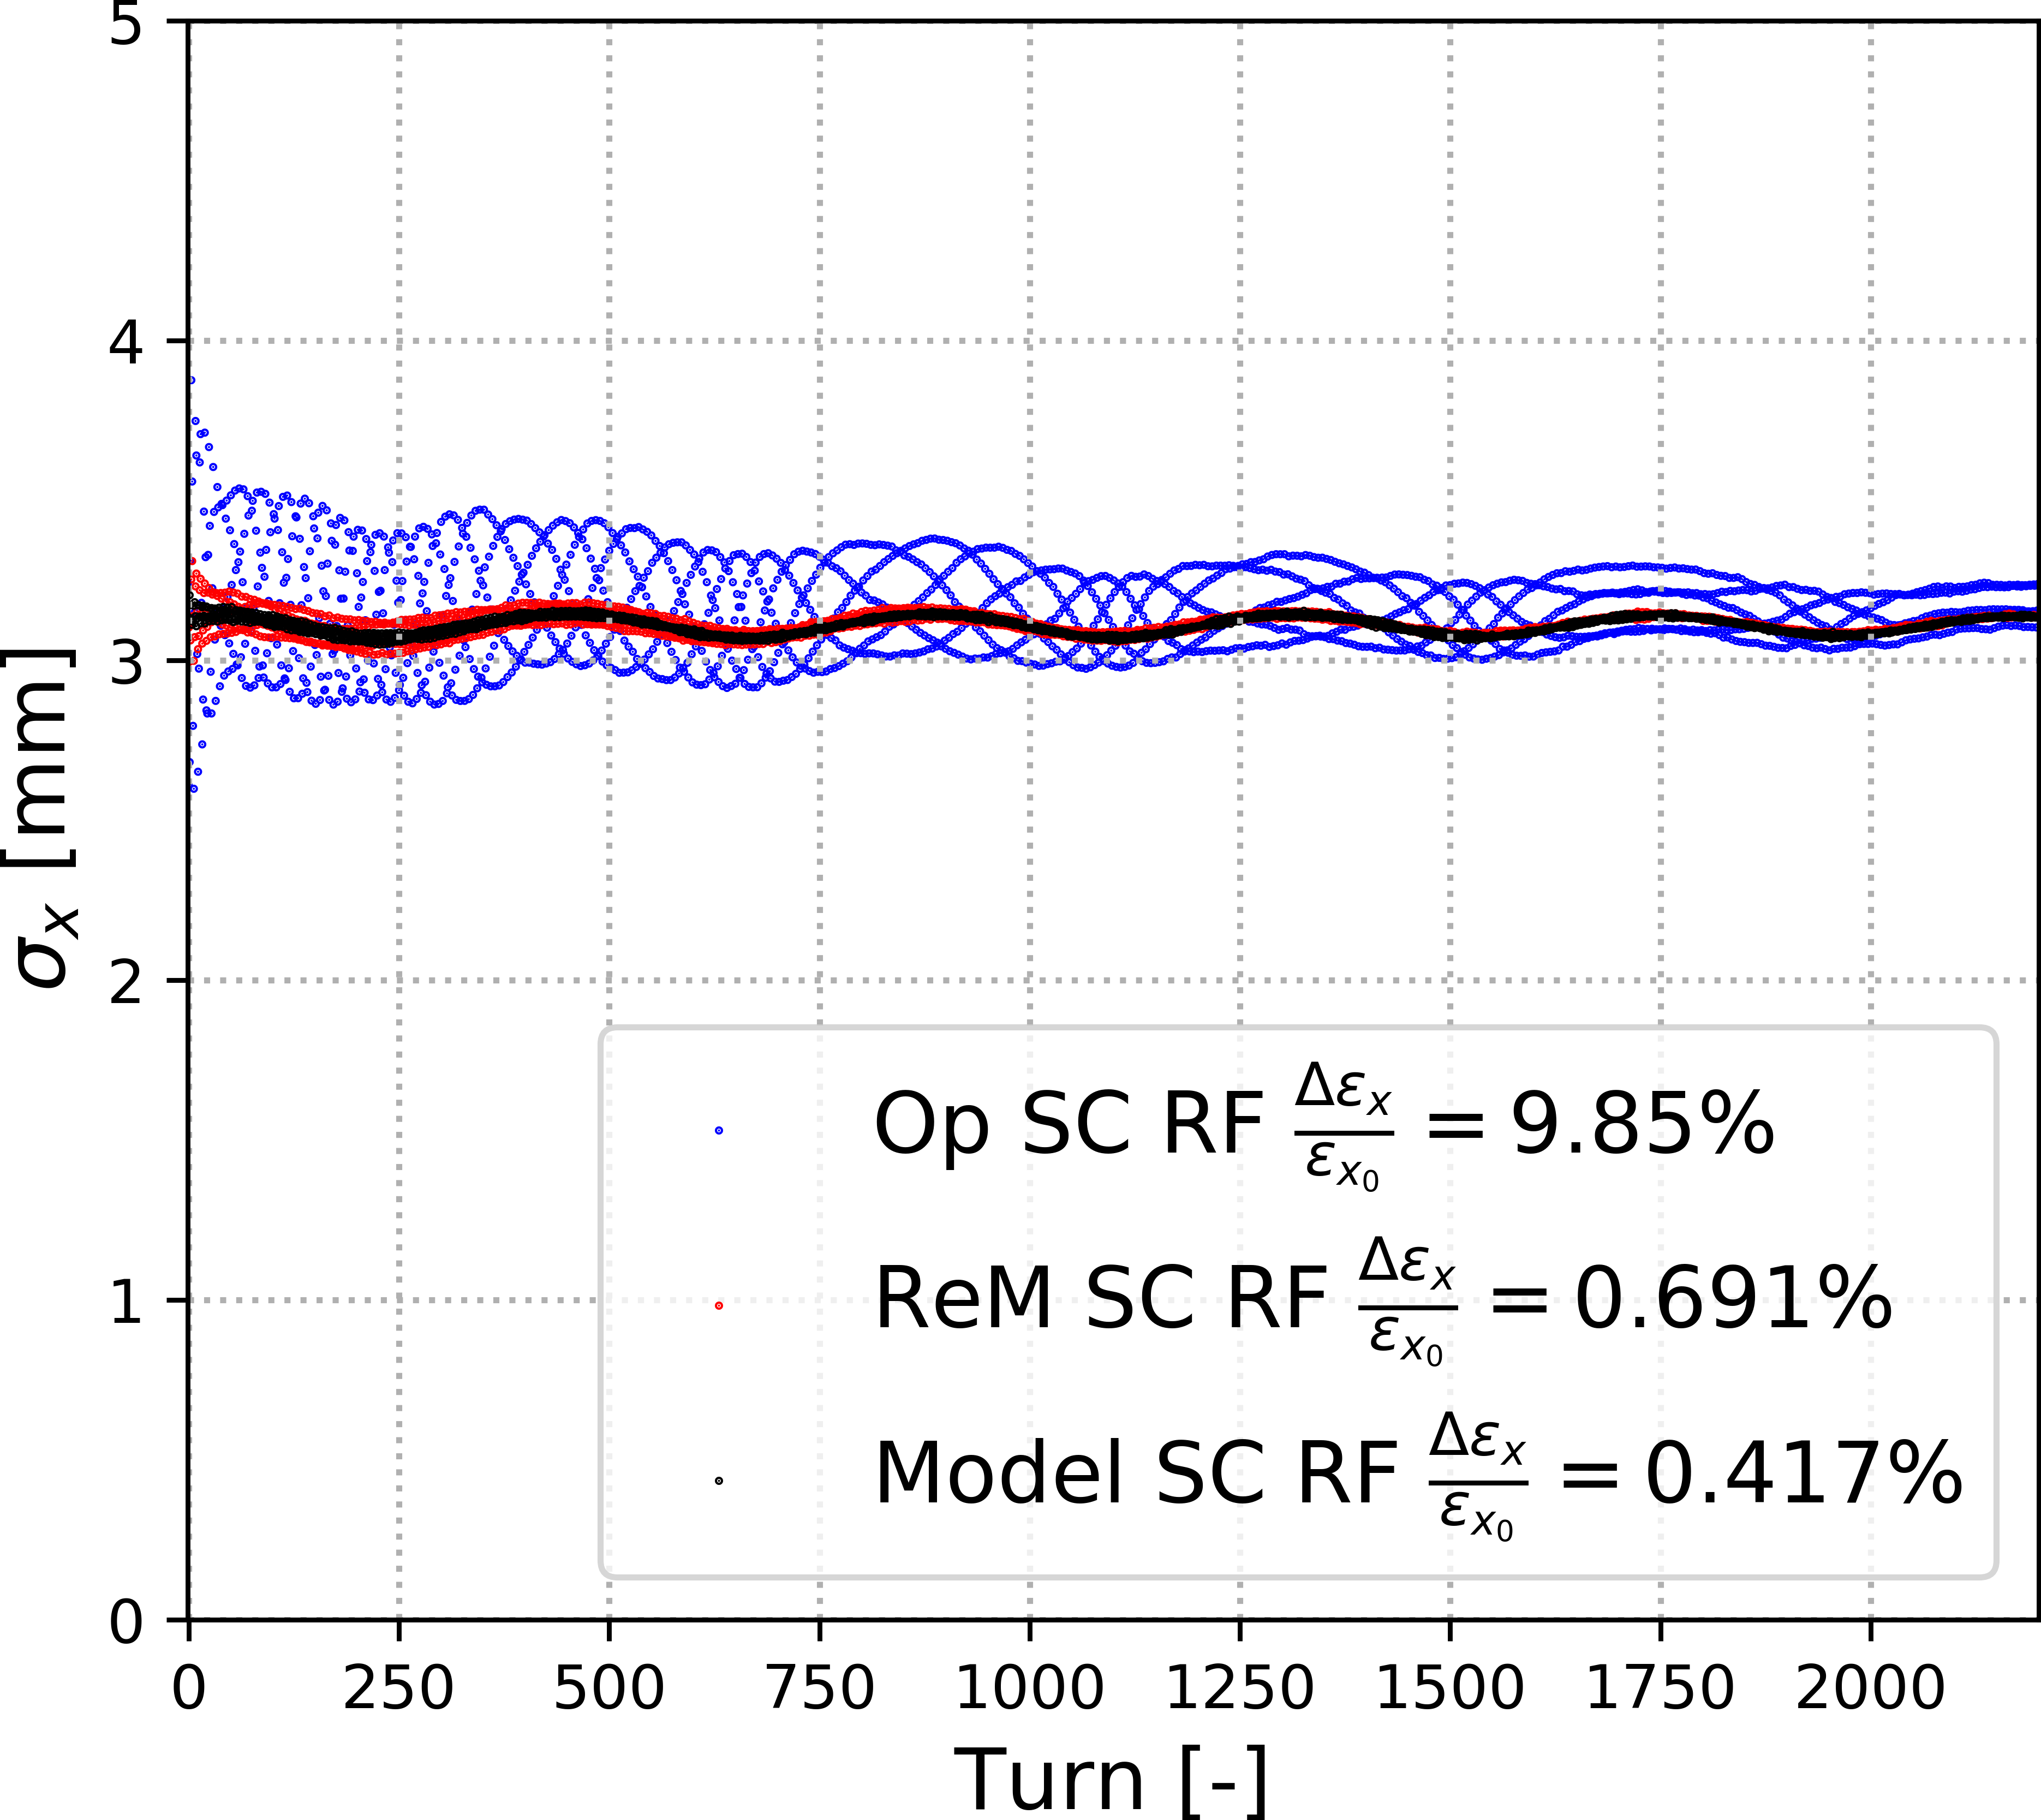 5
4
3
2
1
0
σx [mm]
Op SC RF Δεx/εx0 = 9.85%
ReM SC RF Δεx/εx0 = 0.691%
Model SC RF Δεx/εx0 = 0.417%
0 250 500 750 1000 1250 1500 1750 2000
Turn [-]